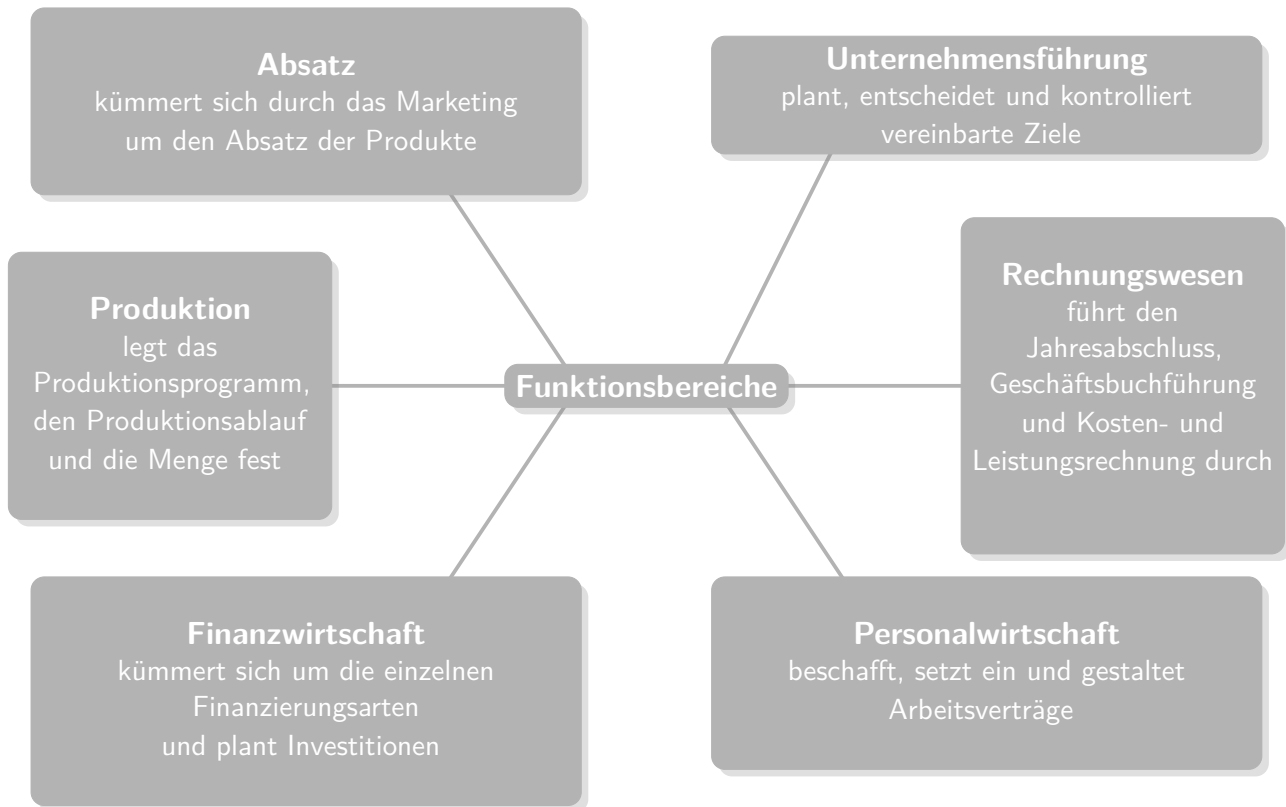 Absatz
kümmert sich durch das Marketing
um den Absatz der Produkte
Unternehmensführung
plant, entscheidet und kontrolliert
vereinbarte Ziele
Produktion
legt das
Produktionsprogramm,
den Produktionsablauf
und die Menge fest
Funktionsbereiche
Rechnungswesen
führt den
Jahresabschluss,
Geschäftsbuchführung
und Kosten- und
Leistungsrechnung durch
Finanzwirtschaft
kümmert sich um die einzelnen
Finanzierungsarten
und plant Investitionen
Personalwirtschaft
beschafft, setzt ein und gestaltet
Arbeitsverträge